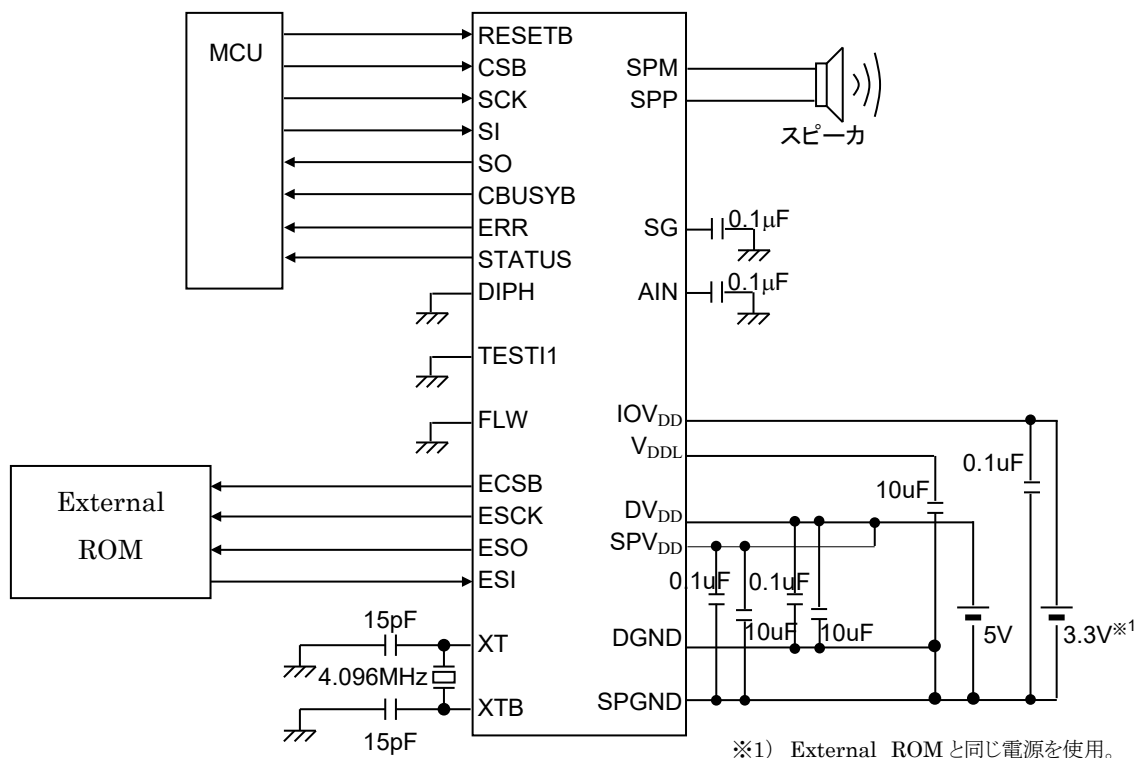 MCU
RESETB
CSB
SCK
SI
SO
CBUSYB
ERR
STATUS
DIPH
TESTI1
FLW
External
ROM
ECSB
ESCK
ESO
ESI
15pF
XT
4.096MHz
XTB
15pF
SPM
SPP
スピーカ
SG
0.1μF
AIN
0.1μF
IOVDD
VDDL
0.1uF
10uF
DVDD
SPVDD
0.1uF
0.1uF
10uF
10uF
DGND
5V
3.3V※1
SPGND
※1) External ROMと同じ電源を使用。